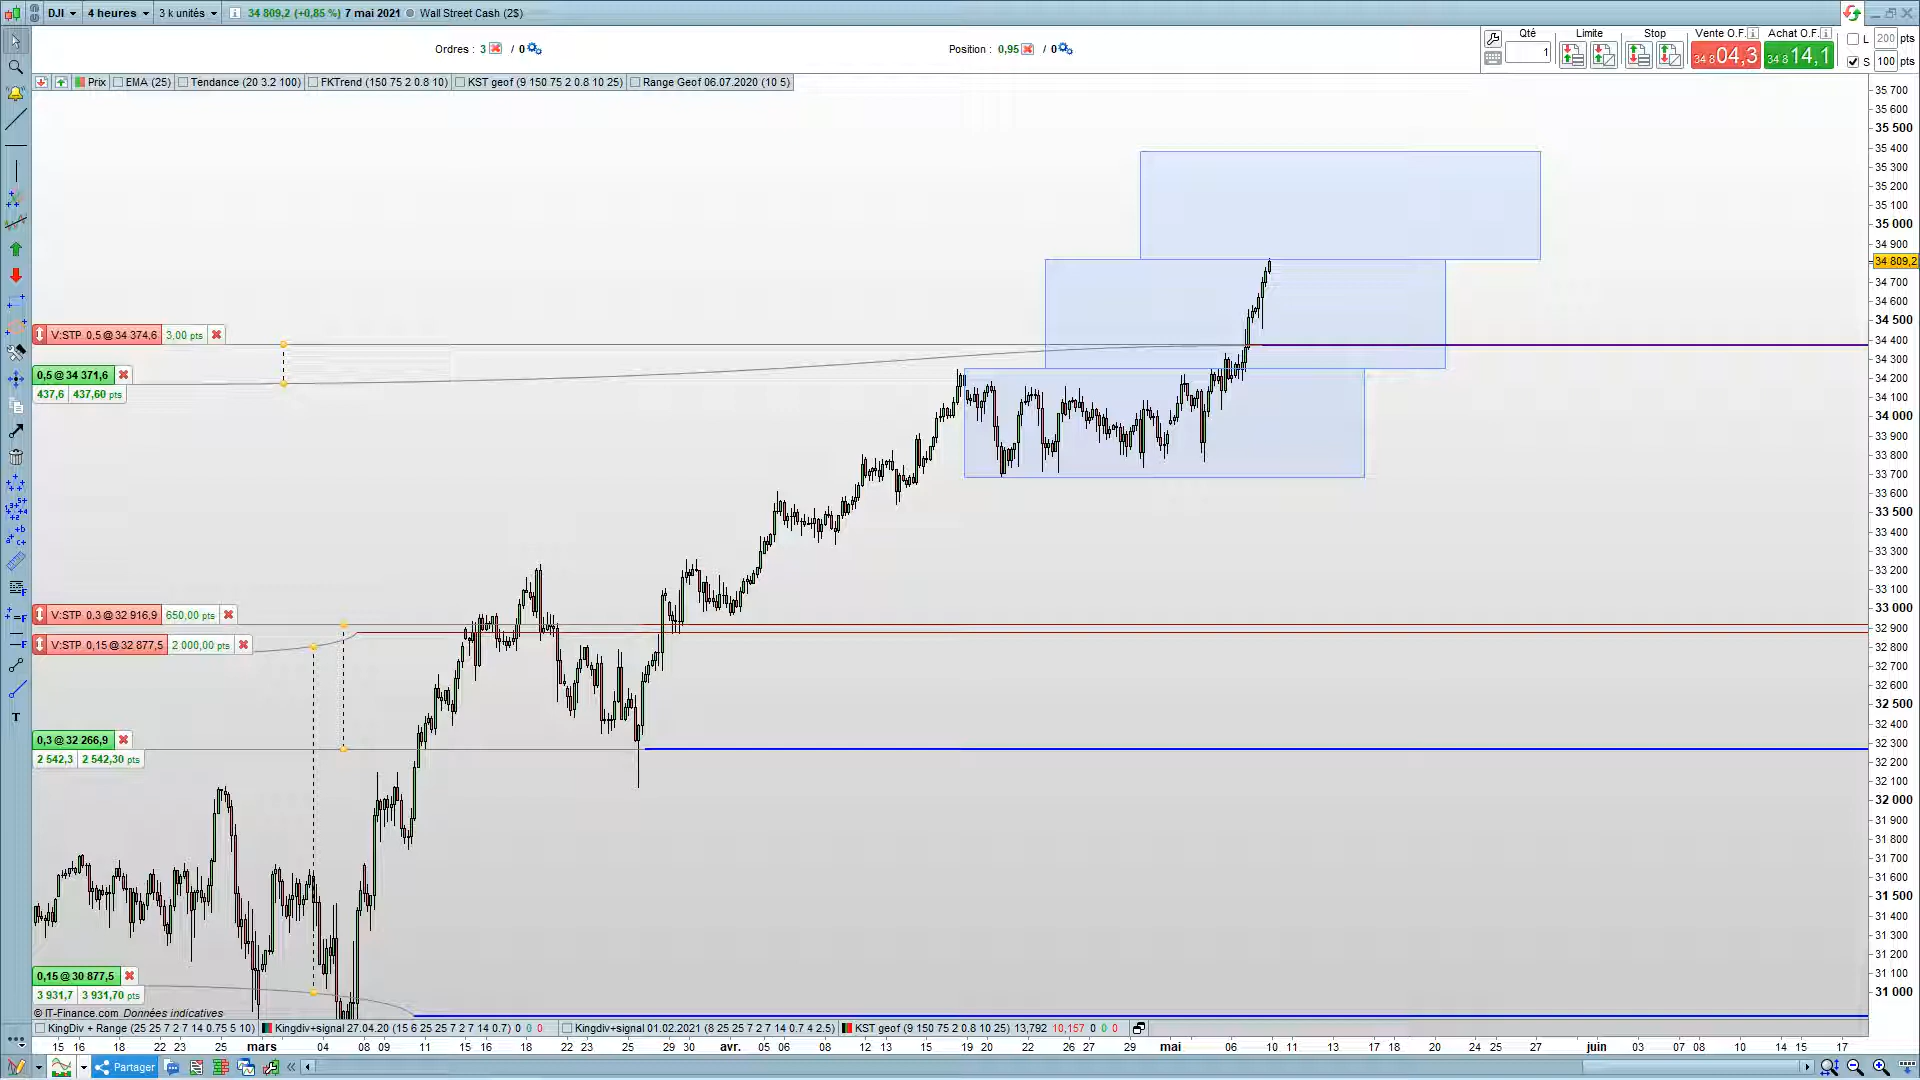 DJI 4 heures 3 k unités 34 809,2 (+0,85 %) 7 mai 2021 Wall Street Cash (2$)
Ordres : 3 / 0 Position : 0,95 / 0
Qté Limite Stop Vente O.F. Achat O.F. L 200 pts
1 34 8 04,3 34 8 14,1 S 100 pts
Prix EMA (25) Tendance (20 3.2 100) FKTrend (150 75 2 0.8 10) KST geof (9 150 75 2 0.8 10 25) Range Geof 06.07.2020 (10 5)
35 700
35 600
35 500
35 400
35 300
35 200
35 100
35 000
34 900
34 809,2
34 700
34 600
34 500
34 400
34 300
34 200
34 100
34 000
33 900
33 800
33 700
33 600
33 500
33 400
33 300
33 200
33 100
33 000
32 900
32 800
32 700
32 600
32 500
32 400
32 300
32 200
32 100
32 000
31 900
31 800
31 700
31 600
31 500
31 400
31 300
31 200
31 100
31 000
V:STP 0,5 @ 34 374,6 3,00 pts
0,5 @ 34 371,6
437,6 437,60 pts
V:STP 0,3 @ 32 916,9 650,00 pts
V:STP 0,15 @ 32 877,5 2 000,00 pts
0,3 @ 32 266,9
2 542,3 2 542,30 pts
0,15 @ 30 877,5
3 931,7 3 931,70 pts
© IT-Finance.com Données indicatives
KingDiv + Range (25 25 7 2 7 14 0.75 5 10) Kingdiv+signal 27.04.20 (15 6 25 25 7 2 7 14 0.7) 0 0 0 Kingdiv+signal 01.02.2021 (8 25 25 7 2 7 14 0.7 4 2.5) KST geof (9 150 75 2 0.8 10 25) 13,792 10,157 0 0 0
15 16 18 22 23 25 mars 04 08 09 11 15 16 18 22 23 25 29 30 avr. 05 06 08 12 13 15 19 20 22 26 27 29 mai 06 10 11 13 17 18 20 24 25 27 juin 03 07 08 10 14 15 17
Partager